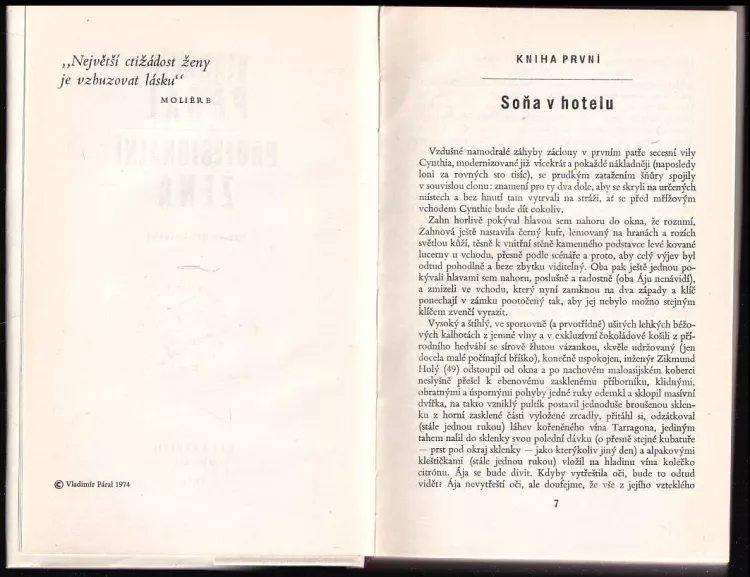 „Největší ctižádost ženy
je vzbuzovat lásku“
MOLIÈRE
© Vladimír Páral 1974
KNIHA PRVNÍ
Soňa v hotelu
Vzdušné namodralé záhyby záclony v prvním patře secesní vily
Cynthia, modernizované již vícekrát a pokaždé nákladněji (naposledy
loni za rovných sto tisíc), se prudkým zatažením šňůry spojily
v souvislou clonu: znamení pro ty dva dole, aby se skryli na určených
místech a bez hnutí tam vytrvali na stráži, ať se před mřížovým
vchodem Cynthie bude dít cokoliv.
Zahn horlivě pokýval hlavou sem nahoru do okna, že rozumí,
Zahnová ještě nastavila černý kufr, lemovaný na hranách a rozích
světlou kůží, těsně k vnitřní stěně kamenného podstavce levé kované
lucerny u vchodu, přesně podle scénáře a proto, aby celý výjev byl
odtud pohodlně a beze zbytku viditelný. Oba pak ještě jednou po-
kývali hlavami sem nahoru, poslušně a radostně (oba Áju nenávidí),
a zmizeli ve vchodu, který nyní zamknou na dva západy a klíč
ponechají v zámku pootočený tak, aby jej nebylo možno stejným
klíčem zvenčí vyrazit.
Vysoký a štíhlý, ve sportovně (a prvotřídně) ušitých lehkých béžo-
vých kalhotách z jemné vlny a v exkluzívní čokoládové košili z pří-
rodního hedvábí se sírově žlutou vázankou, skvěle udržovaný (jen
docela malé počínající bříško), konečně uspokojen, inženýr Zikmund
Holý (49) odstoupil od okna a po nachovém maloasijském koberci
neslyšně přešel k ebenovému zasklenému příborníku, klidnými,
obratnými a úspornými pohyby jedné ruky odemkl a sklopil masívní
dvířka, na takto vzniklý pultík postavil jednoduše broušenou sklen-
ku z horní zasklené části vyložené zrcadly, přitáhl si, odzátkoval
(stále jednou rukou) láhev kořeněného vína Tarragona, jediným
tahem nalil do sklenky svou polední dávku (o přesně stejné kubatuře
— prst pod okraj sklenky — jako kterýkoliv jiný den) a alpakovými
kleštičkami (stále jednou rukou) vložil na hladinu vína kolečko
citrónu. Ája se bude divit. Kdyby vytřeštila oči, bude to odtud
vidět? Ája nevytřeští oči, ale doufejme, že vše z jejího vzteklého
7